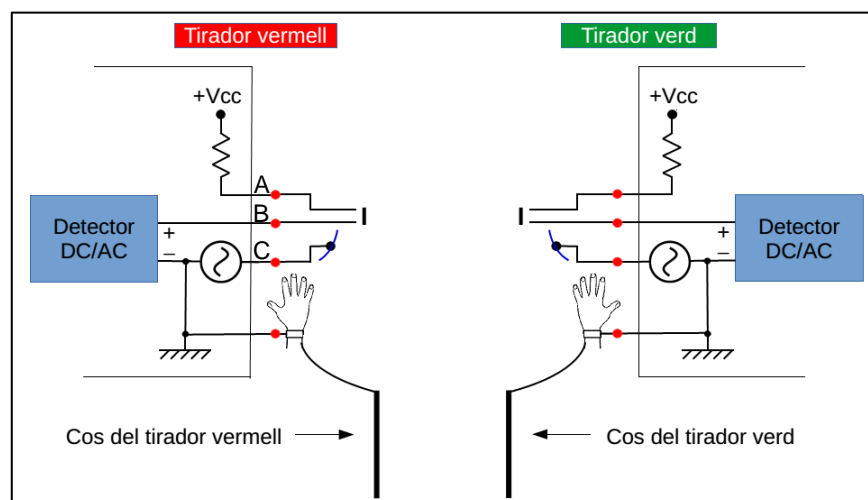 Tirador vermell
Tirador verd
+Vcc
+Vcc
A
B
C
Detector
DC/AC
+
–
+
–
Detector
DC/AC
Cos del tirador vermell
Cos del tirador verd